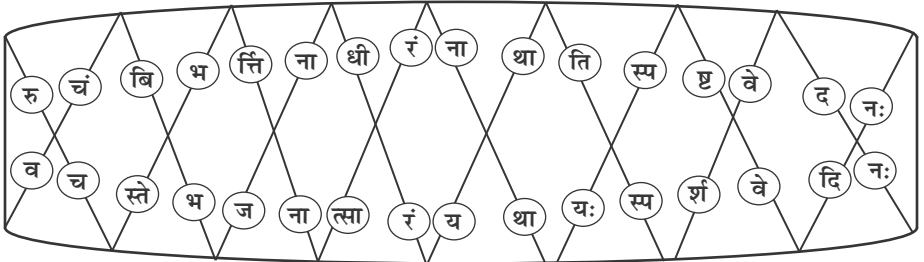 रु चं बि भ र्त्ति ना धी रं ना था ति स्प ष्ट वे द नः
व च स्ते भ ज ना त्सा रं य था यः स्प र्श वे दि नः